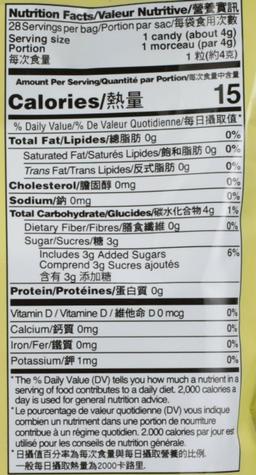 Nutrition Facts/Valeur Nutritive/營養資訊
28 Servings per bag/Portion par sac/每袋食用次數
Serving size 1 candy (about 4g)
Portion 1 morceau (par 4g)
每次食量 1 粒(約4克)
Amount Per Serving/Quantité par Portion/每次食量中含量
Calories/熱量 15
% Daily Value/% De Valeur Quotidienne/每日攝取值*
Total Fat/Lipides/總脂肪 0g 0%
Saturated Fat/Saturés Lipides/飽和脂肪 0g 0%
Trans Fat/Trans Lipides/反式脂肪 0g 0%
Cholesterol/膽固醇 0mg 0%
Sodium/鈉 0mg 0%
Total Carbohydrate/Glucides/碳水化合物 4g 1%
Dietary Fiber/Fibres/膳食纖維 0g 0%
Sugar/Sucres/糖 3g
Includes 3g Added Sugars 6%
Comprend 3g Sucres ajoutés
含有 3g 添加糖
Protein/Protéines/蛋白質 0g
Vitamin D / Vitamine D / 維他命 D 0 mcg 0%
Calcium/鈣質 0mg 0%
Iron/Fer/鐵質 0mg 0%
Potassium/鉀 1mg 0%
*The % Daily Value (DV) tells you how much a nutrient in a
serving of food contributes to a daily diet. 2,000 calories a
day is used for general nutrition advice.
*Le pourcentage de valeur quotidienne (DV) vous indique
combien un nutriment dans une portion de nourriture
contribue à un régime quotidien. 2.000 calories par jour est
utilisé pour les conseils de nutrition générale.
*日攝值百分率為每次食量與每日攝取營養的比例.
一般每日攝取熱量為2000卡路里.